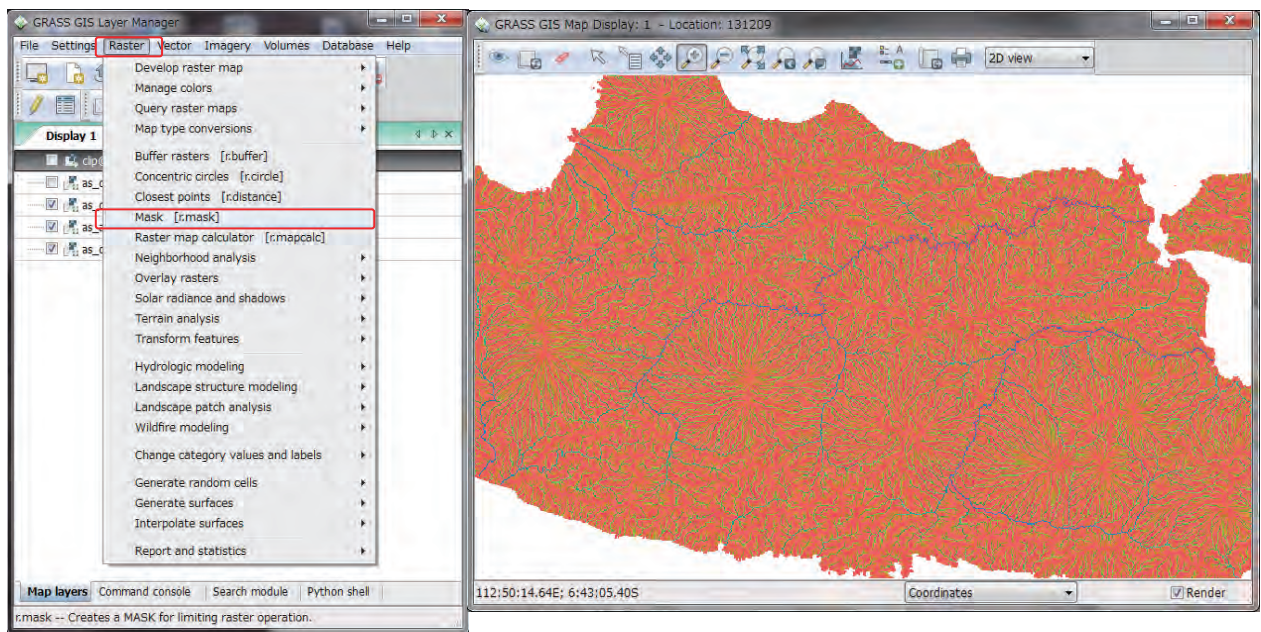 GRASS GIS Layer Manager
File Settings Raster Vector Imagery Volumes Database Help
Develop raster map
Manage colors
Query raster maps
Map type conversions
Buffer rasters [r.buffer]
Concentric circles [r.circle]
Closest points [r.distance]
Mask [r.mask]
Raster map calculator [r.mapcalc]
Neighborhood analysis
Overlay rasters
Solar radiance and shadows
Terrain analysis
Transform features
Hydrologic modeling
Landscape structure modeling
Landscape patch analysis
Wildfire modeling
Change category values and labels
Generate random cells
Generate surfaces
Interpolate surfaces
Report and statistics
Display 1
Map layers Command console Search module Python shell
r.mask -- Creates a MASK for limiting raster operation.
GRASS GIS Map Display: 1 - Location: 131209
2D view
112:50:14.64E; 6:43:05.40S
Coordinates
Render